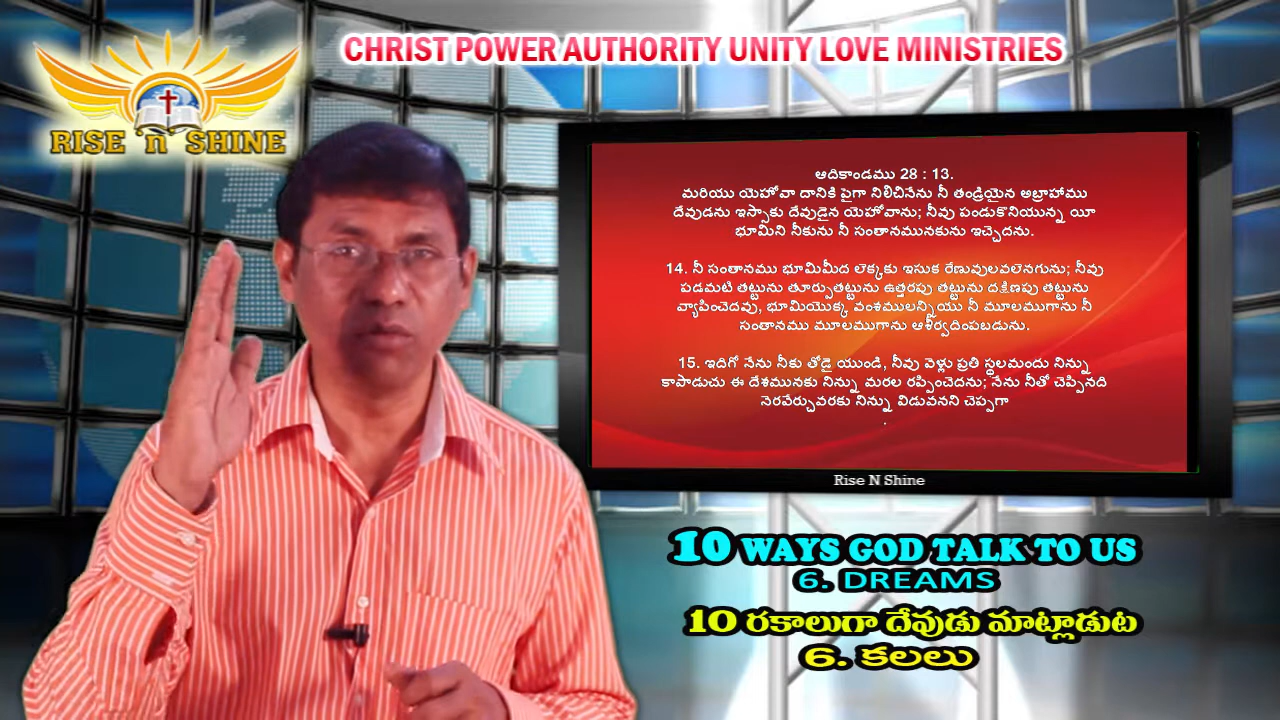 RISE 'n' SHINE
CHRIST POWER AUTHORITY UNITY LOVE MINISTRIES
ఆదికాండము 28 : 13.
మరియు యెహోవా దానికి పైగా నిలిచినేను నీ తండ్రియైన అబ్రాహాము
దేవుడను ఇస్సాకు దేవుడైన యెహోవాను; నీవు పండుకొనియున్న యీ
భూమిని నీకును నీ సంతానమునకును ఇచ్చెదను.
14. నీ సంతానము భూమిమీద లెక్కకు ఇసుక రేణువులవలెనగును; నీవు
పడమటి తట్టును తూర్పుతట్టును ఉత్తరపు తట్టును దక్షిణపు తట్టును
వ్యాపించెదవు, భూమియొక్క వంశములన్నియు నీ మూలముగాను నీ
సంతానము మూలముగాను ఆశీర్వదింపబడును.
15. ఇదిగో నేను నీకు తోడై యుండి, నీవు వెళ్లు ప్రతి స్థలమందు నిన్ను
కాపాడుచు ఈ దేశమునకు నిన్ను మరల రప్పించెదను; నేను నీతో చెప్పినది
నెరవేర్చువరకు నిన్ను విడువనని చెప్పగా
.
Rise N Shine
10 WAYS GOD TALK TO US
6. DREAMS
10 రకాలుగా దేవుడు మాట్లాడుట
6. కలలు